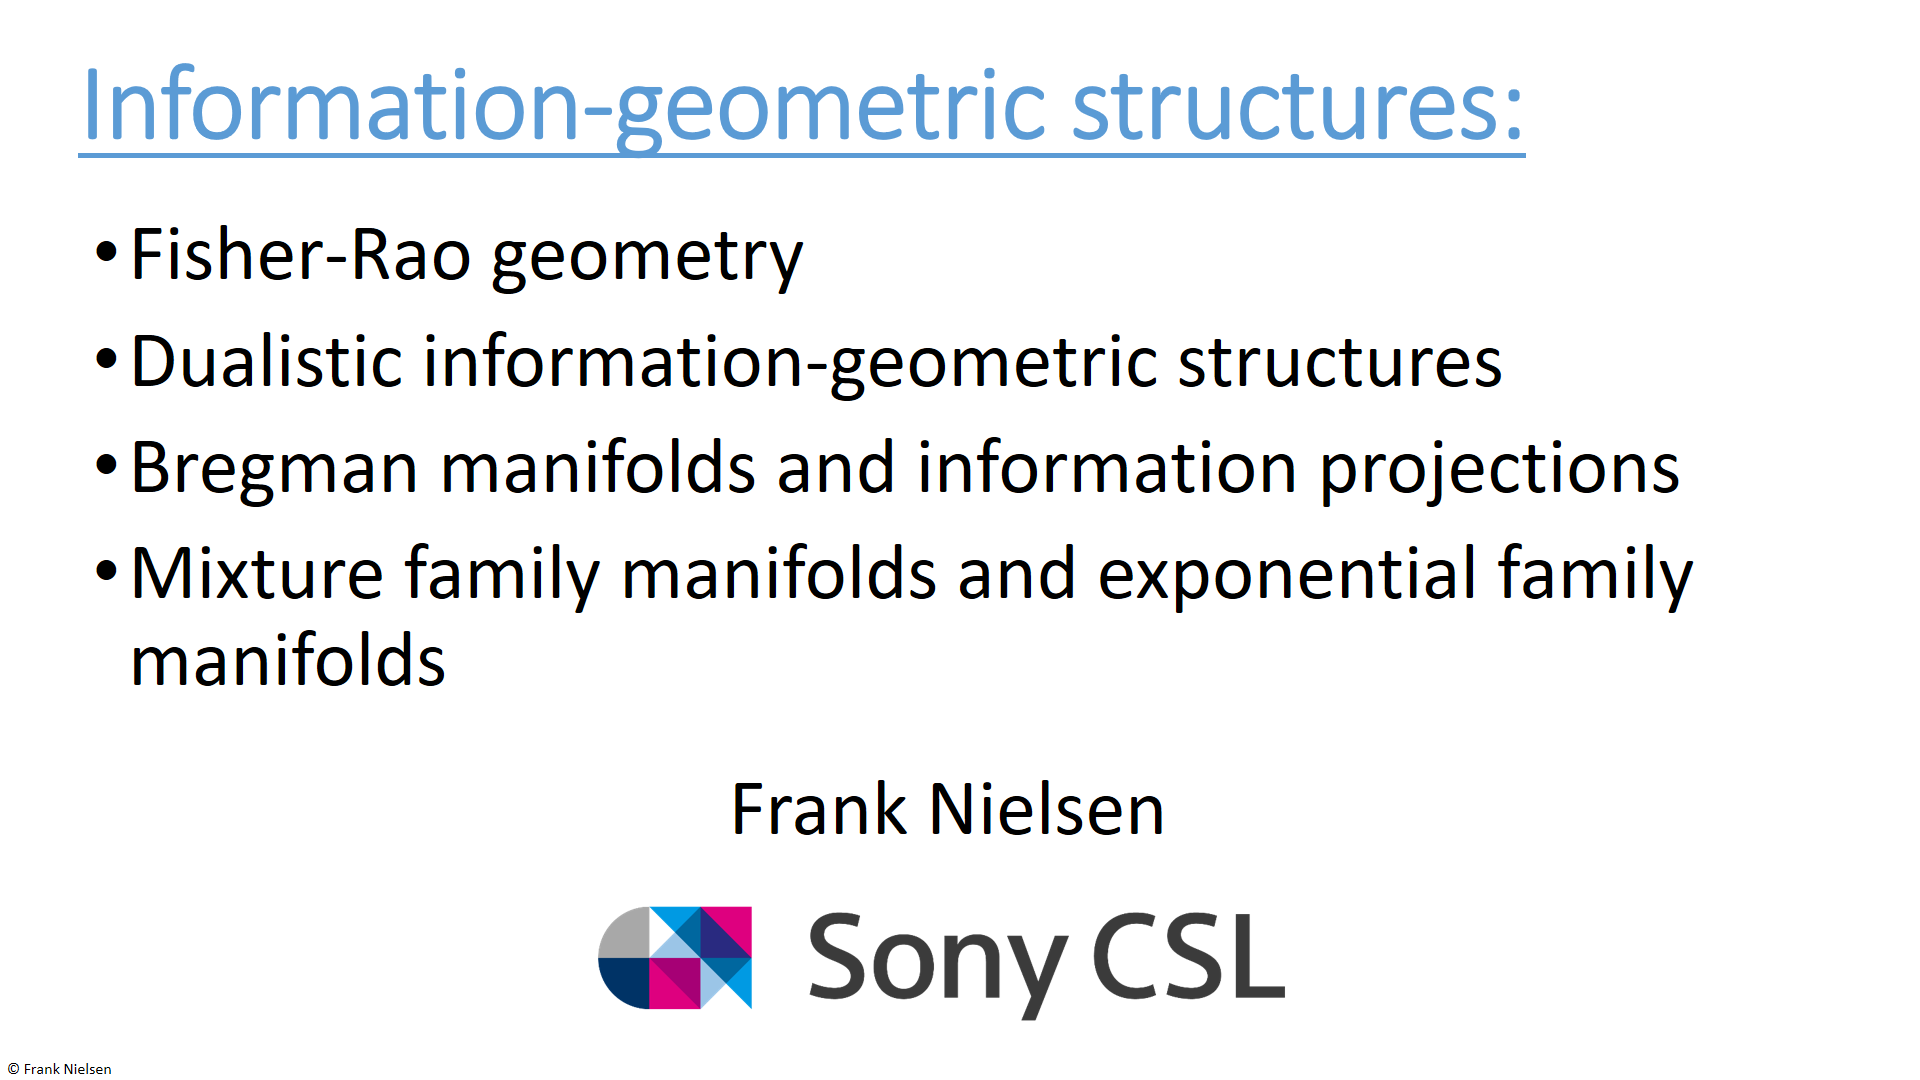 Information-geometric structures:
• Fisher-Rao geometry
• Dualistic information-geometric structures
• Bregman manifolds and information projections
• Mixture family manifolds and exponential family
manifolds
Frank Nielsen
Sony CSL
© Frank Nielsen